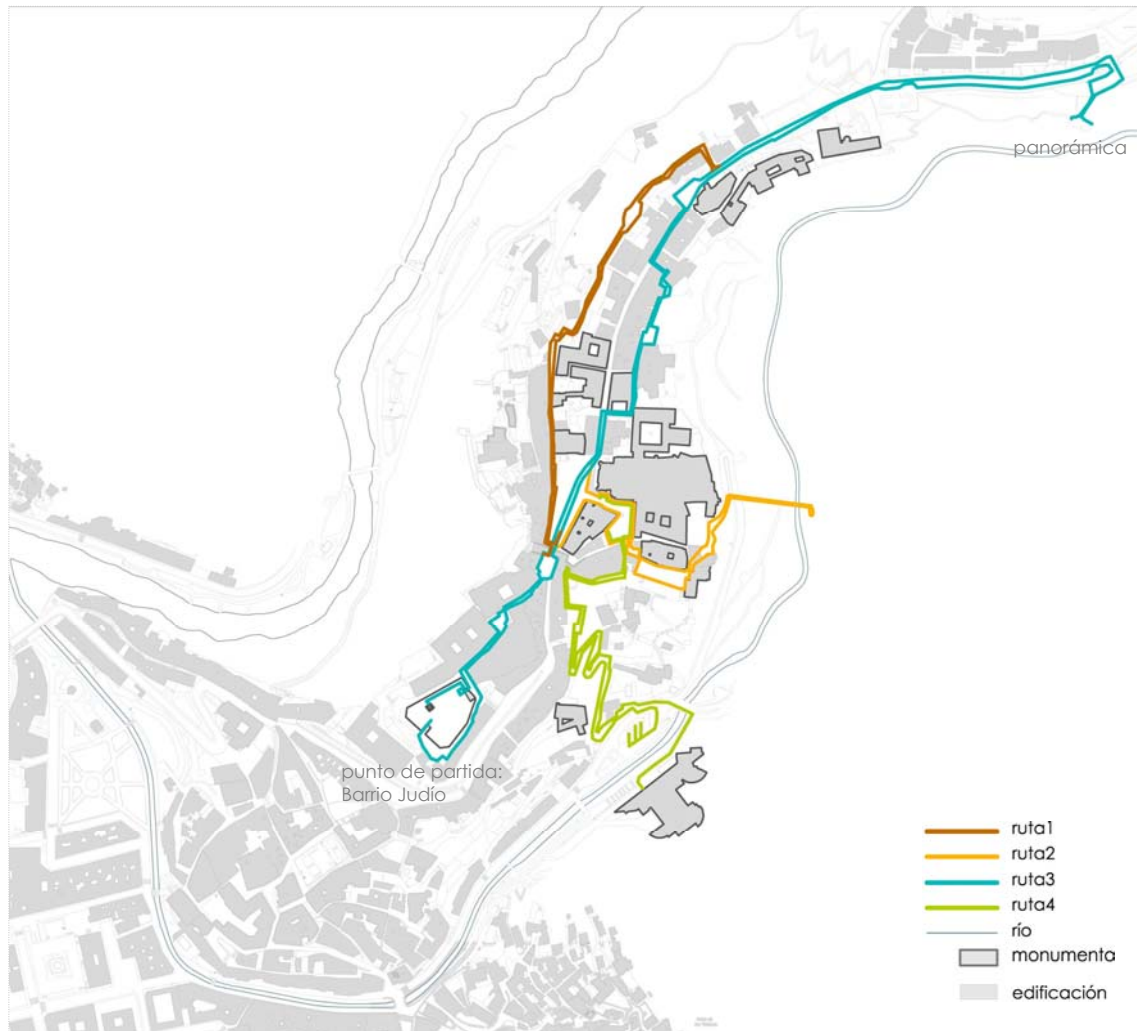 panorámica
punto de partida:
Barrio Judío
ruta1
ruta2
ruta3
ruta4
río
monumenta
edificación